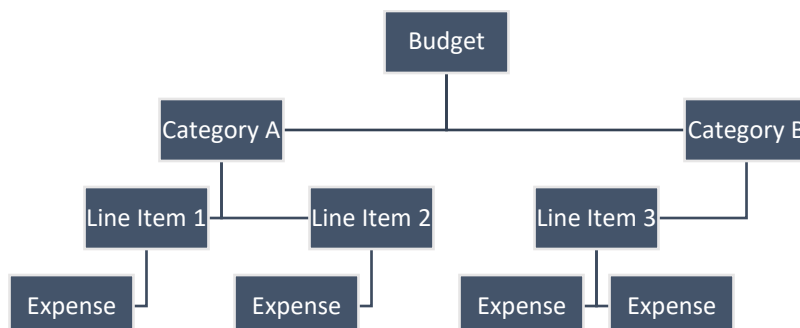 Budget
Category A
Category B
Line Item 1
Line Item 2
Line Item 3
Expense
Expense
Expense
Expense